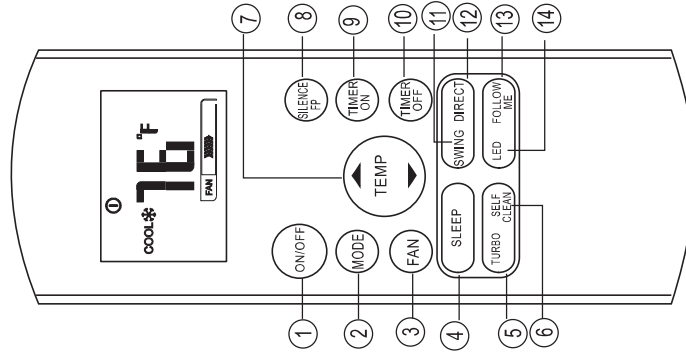 COOL 76°F
FAN
ON/OFF
MODE
FAN
TEMP
SILENCE
FP
TIMER
ON
TIMER
OFF
SLEEP
SWING DIRECT
TURBO SELF
CLEAN
LED FOLLOW
ME
1
2
3
4
5
6
7
8
9
10
11
12
13
14